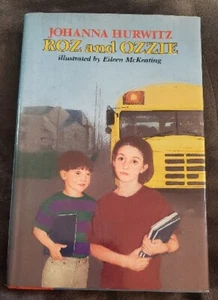 JOHANNA HURWITZ
ROZ and OZZIE
illustrated by Eileen McKeating